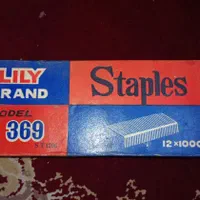 LILY
BRAND
Staples
MODEL
369
12×1000